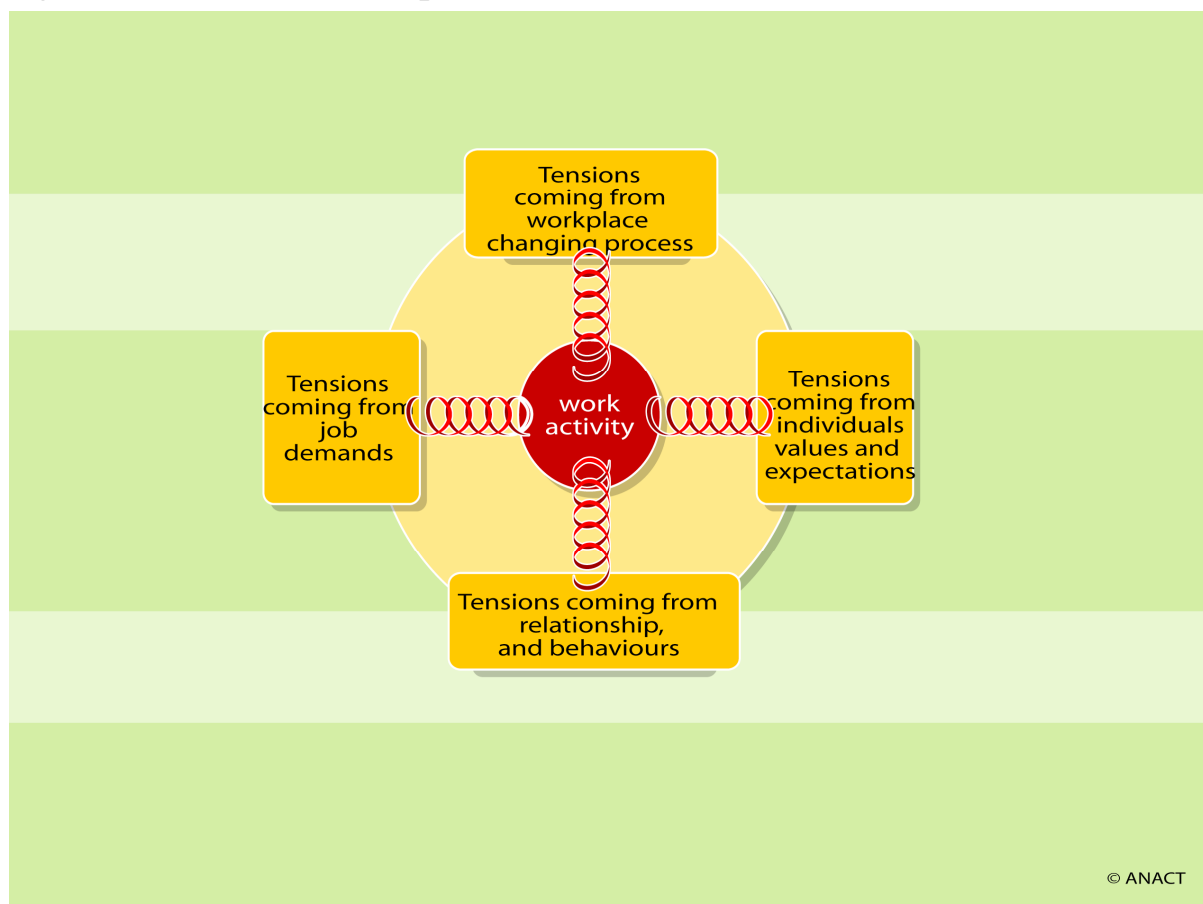 Tensions
coming from
workplace
changing process
Tensions
coming from
job
demands
work
activity
Tensions
coming from
individuals
values and
expectations
Tensions coming from
relationship,
and behaviours
© ANACT